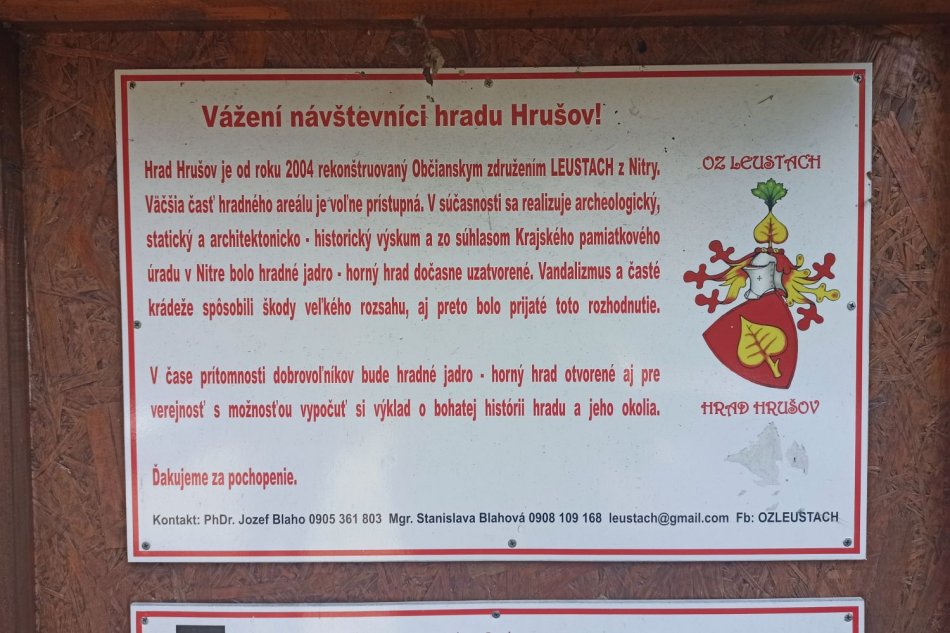 Vážení návštevníci hradu Hrušov!
Hrad Hrušov je od roku 2004 rekonštruovaný Občianskym združením LEUSTACH z Nitry.
Väčšia časť hradného areálu je voľne prístupná. V súčasnosti sa realizuje archeologický,
statický a architektonicko - historický výskum a zo súhlasom Krajského pamiatkového
úradu v Nitre bolo hradné jadro - horný hrad dočasne uzatvorené. Vandalizmus a časté
krádeže spôsobili škody veľkého rozsahu, aj preto bolo prijaté toto rozhodnutie.
V čase prítomnosti dobrovoľníkov bude hradné jadro - horný hrad otvorené aj pre
verejnosť s možnosťou vypočuť si výklad o bohatej histórii hradu a jeho okolia.
Ďakujeme za pochopenie.
Kontakt: PhDr. Jozef Blaho 0905 361 803 Mgr. Stanislava Blahová 0908 109 168 leustach@gmail.com Fb: OZLEUSTACH
OZ LEUSTACH
HRAD HRUŠOV